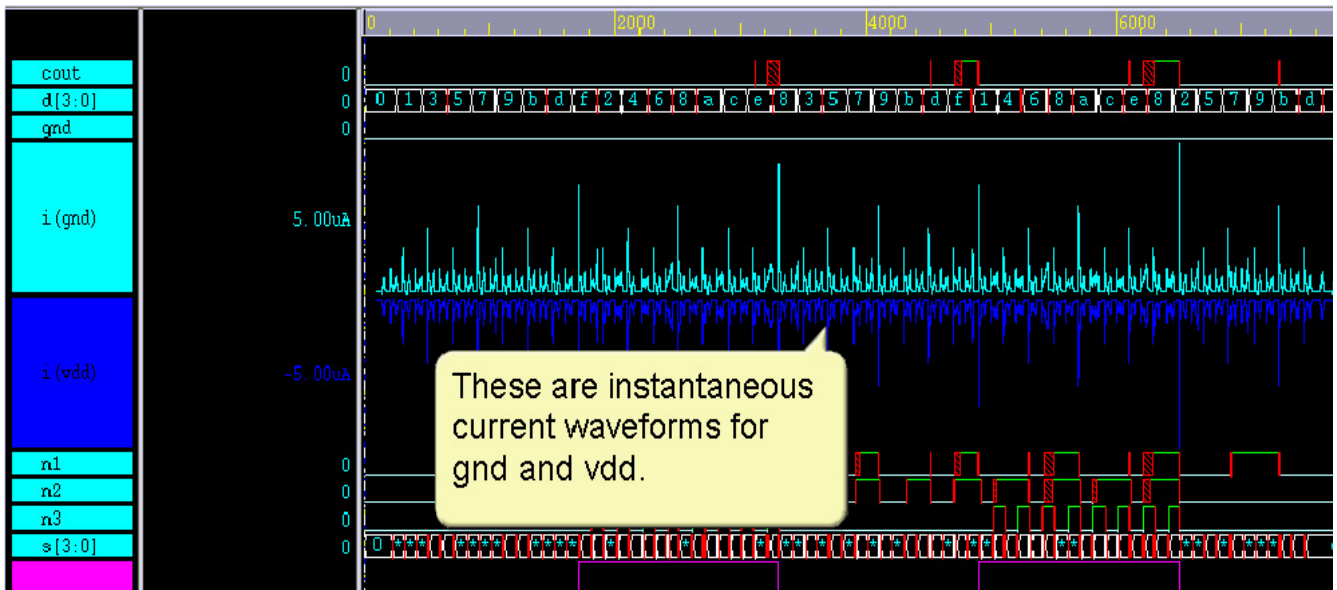 0 2000 4000 6000
cout 0
d[3:0] 0 0 1 3 5 7 9 b d f 2 4 6 8 a c e 8 3 5 7 9 b d f 1 4 6 8 a c e 8 2 5 7 9 b d
gnd 0
i(gnd) 5.00uA
i(vdd) -5.00uA
These are instantaneous
current waveforms for
gnd and vdd.
n1 0
n2 0
n3 0
s[3:0] 0 0